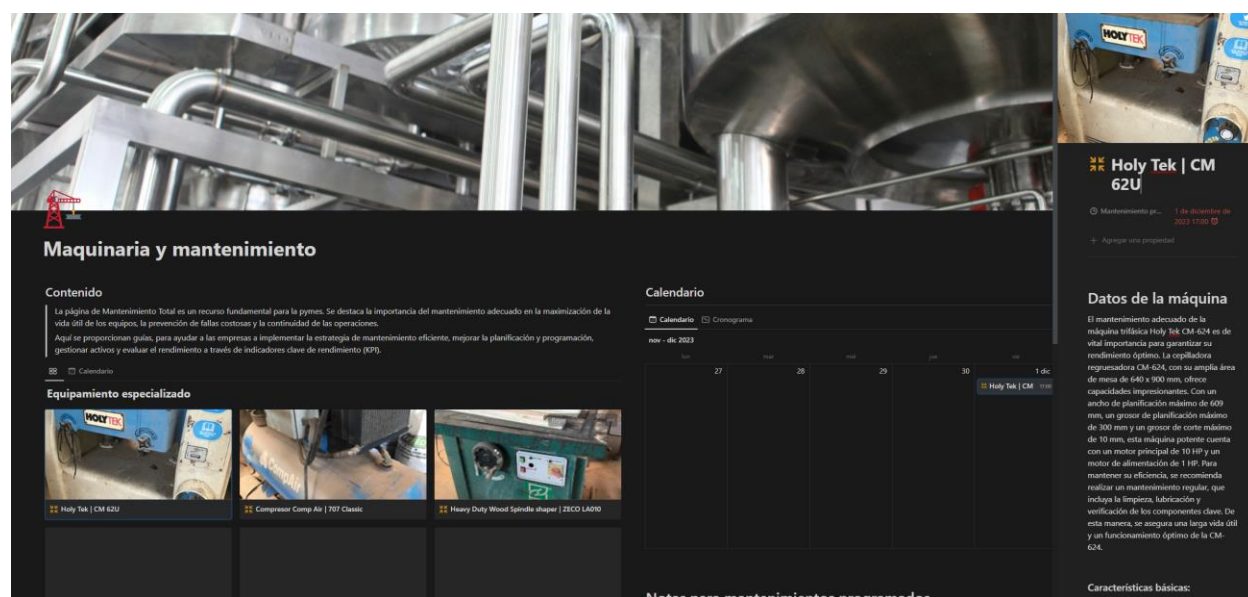 Maquinaria y mantenimiento
Contenido
La página de Mantenimiento Total es un recurso fundamental para la pymes. Se destaca la importancia del mantenimiento adecuado en la maximización de la
vida útil de los equipos, la prevención de fallas costosas y la continuidad de las operaciones.
Aquí se proporcionan guías, para ayudar a las empresas a implementar la estrategia de mantenimiento eficiente, mejorar la planificación y programación,
gestionar activos y evaluar el rendimiento a través de indicadores clave de rendimiento (KPI).
Calendario
Equipamiento especializado
HOLYTEK
CompAir
Holy Tek | CM 62U
Compresor Comp Air | 707 Classic
Heavy Duty Wood Spindle shaper | ZECO LA010
Calendario
Calendario
Cronograma
nov - dic 2023
lun
mar
mié
jue
vie
27
28
29
30
1 dic
Holy Tek | CM
17:00
Notas para mantenimientos programados
HOLYTEK
Holy Tek | CM
62U
Mantenimiento pr...
1 de diciembre de
2023 17:00
Agregar una propiedad
Datos de la máquina
El mantenimiento adecuado de la
máquina trifásica Holy Tek CM-624 es de
vital importancia para garantizar su
rendimiento óptimo. La cepilladora
regruesadora CM-624, con su amplia área
de mesa de 640 x 900 mm, ofrece
capacidades impresionantes. Con un
ancho de planificación máximo de 609
mm, un grosor de planificación máximo
de 300 mm y un grosor de corte máximo
de 10 mm, esta máquina potente cuenta
con un motor principal de 10 HP y un
motor de alimentación de 1 HP. Para
mantener su eficiencia, se recomienda
realizar un mantenimiento regular, que
incluya la limpieza, lubricación y
verificación de los componentes clave. De
esta manera, se asegura una larga vida útil
y un funcionamiento óptimo de la CM-
624.
Características básicas: